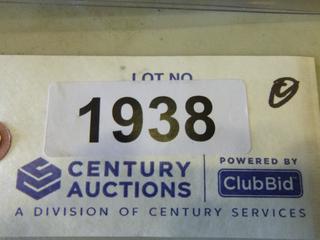 LOT NO
1938
CENTURY AUCTIONS
POWERED BY
ClubBid
A DIVISION OF CENTURY SERVICES